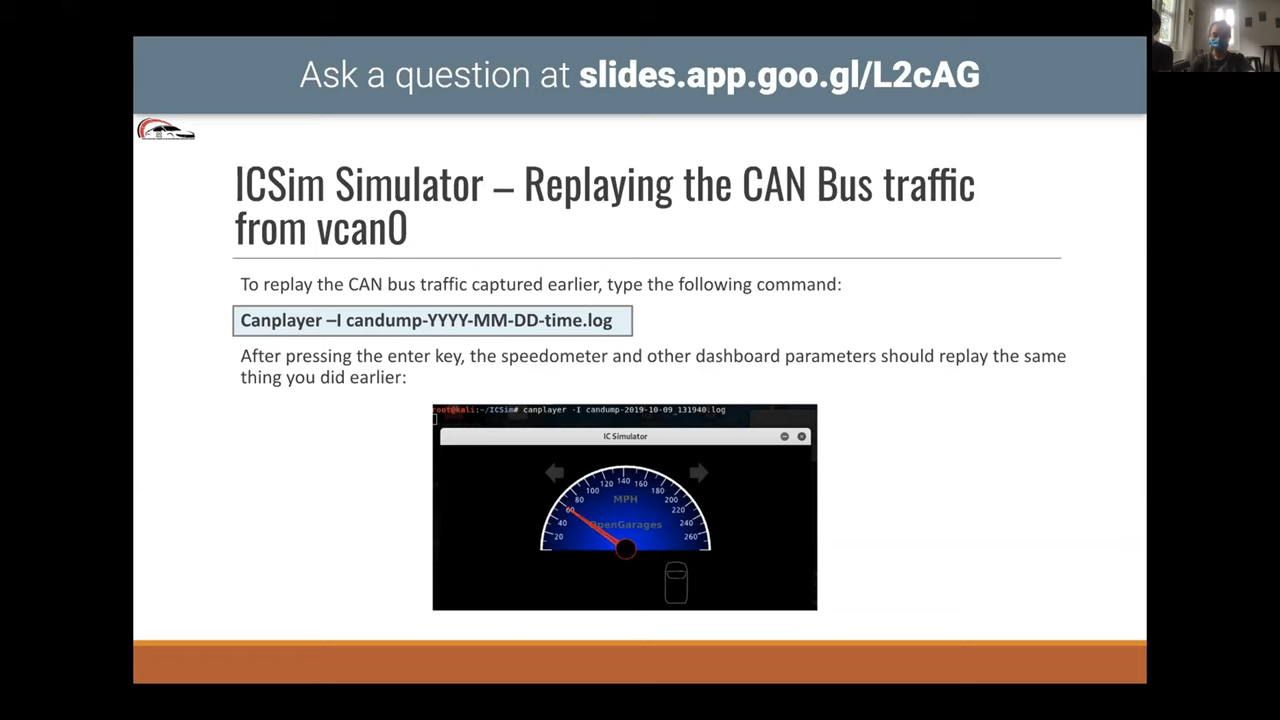 Ask a question at slides.app.goo.gl/L2cAG
ICSim Simulator – Replaying the CAN Bus traffic
from vcan0
To replay the CAN bus traffic captured earlier, type the following command:
Canplayer –I candump-YYYY-MM-DD-time.log
After pressing the enter key, the speedometer and other dashboard parameters should replay the same
thing you did earlier:
root@kali:~/ICSim# canplayer -I candump-2019-10-09_131940.log
IC Simulator
20 40 60 80 100 120 140 160 180 200 220 240 260
MPH
OpenGarages